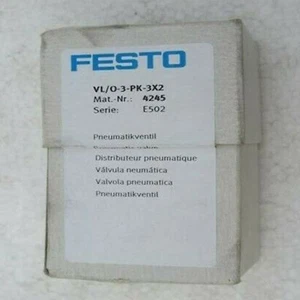 FESTO
VL/O-3-PK-3X2
Mat.-Nr.: 4245
Serie: E502
Pneumatikventil
Distributeur pneumatique
Válvula neumática
Valvola pneumatica
Pneumatikventil